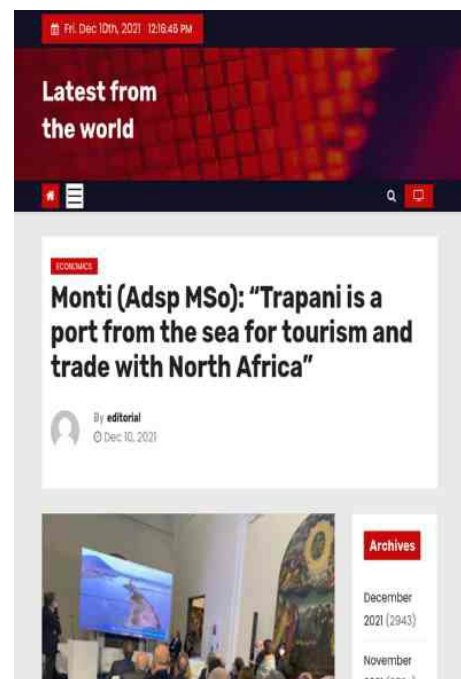 Fri. Dec 10th, 2021 12:16:46 PM
Latest from
the world
ECONOMICS
Monti (Adsp MSo): “Trapani is a
port from the sea for tourism and
trade with North Africa”
By editorial
Dec 10, 2021
Archives
December
2021 (2943)
November